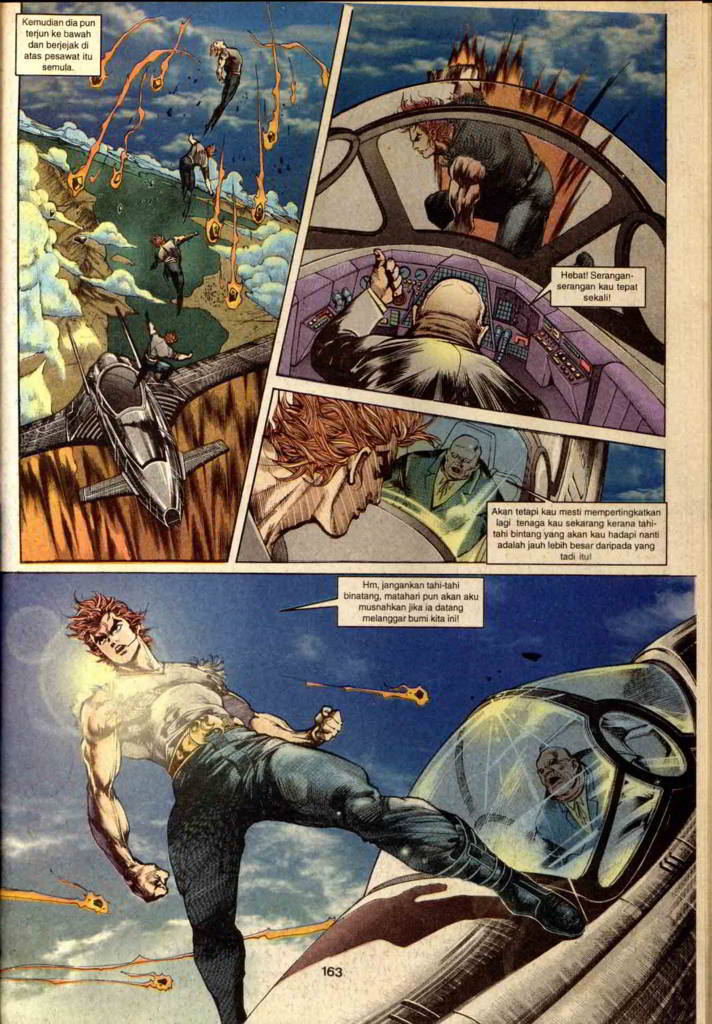 Kemudian dia pun
terjun ke bawah
dan berjejak di
atas pesawat itu
semula.
Hebat! Serangan-
serangan kau tepat
sekali!
Akan tetapi kau mesti mempertingkatkan
lagi tenaga kau sekarang kerana tahi-
tahi bintang yang akan kau hadapi nanti
adalah jauh lebih besar daripada yang
tadi itu!
Hm, jangankan tahi-tahi
binatang, matahari pun akan aku
musnahkan jika ia datang
melanggar bumi kita ini!
163